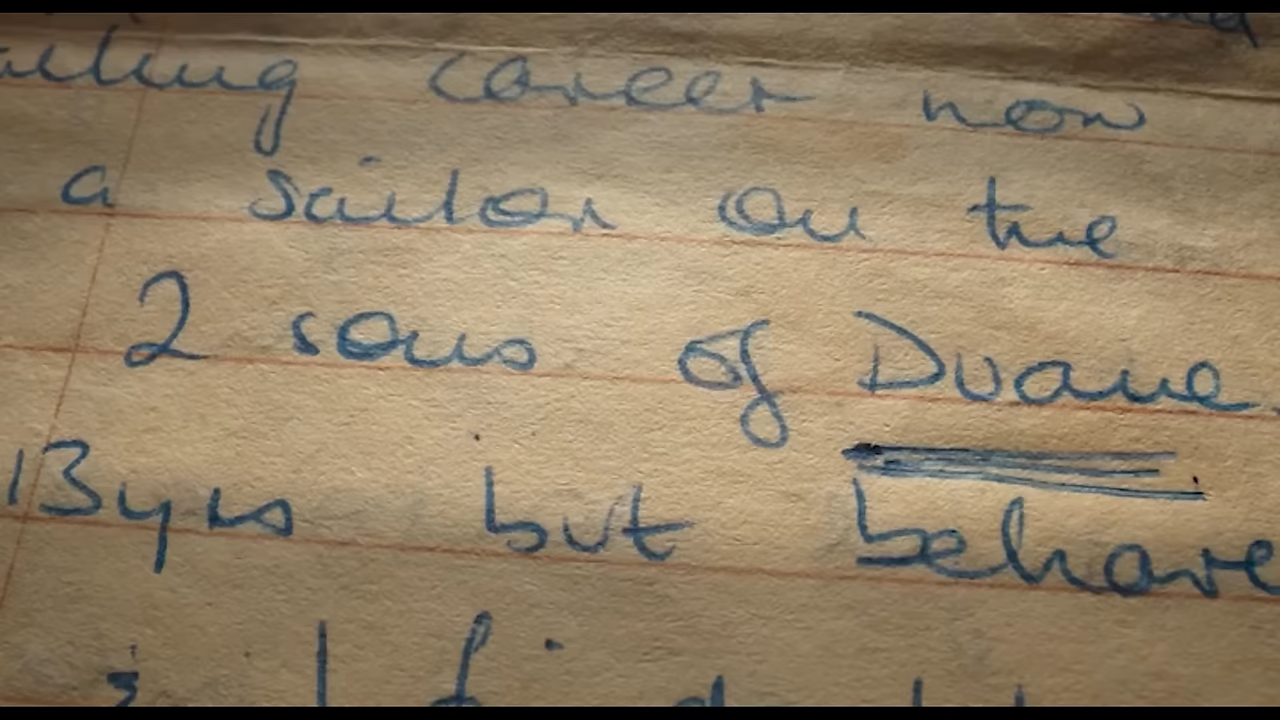 career now
a sailor on the
2 sons of Duane.
13yrs but behave